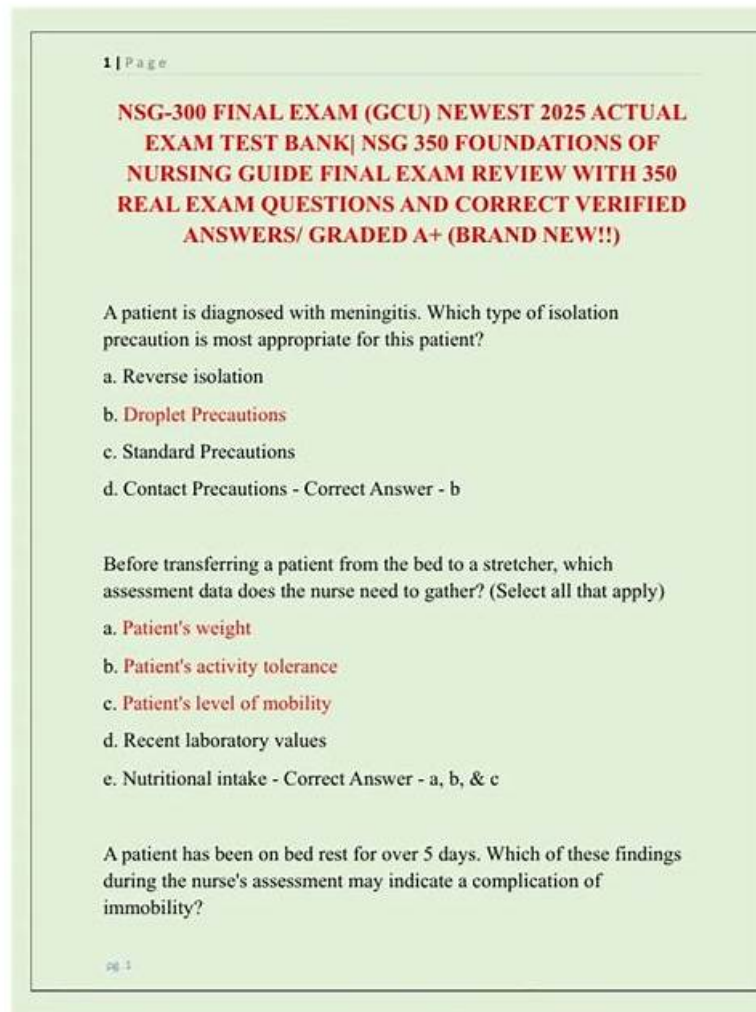 1 | Page
NSG-300 FINAL EXAM (GCU) NEWEST 2025 ACTUAL
EXAM TEST BANK| NSG 350 FOUNDATIONS OF
NURSING GUIDE FINAL EXAM REVIEW WITH 350
REAL EXAM QUESTIONS AND CORRECT VERIFIED
ANSWERS/ GRADED A+ (BRAND NEW!!)
A patient is diagnosed with meningitis. Which type of isolation
precaution is most appropriate for this patient?
a. Reverse isolation
b. Droplet Precautions
c. Standard Precautions
d. Contact Precautions - Correct Answer - b
Before transferring a patient from the bed to a stretcher, which
assessment data does the nurse need to gather? (Select all that apply)
a. Patient's weight
b. Patient's activity tolerance
c. Patient's level of mobility
d. Recent laboratory values
e. Nutritional intake - Correct Answer - a, b, & c
A patient has been on bed rest for over 5 days. Which of these findings
during the nurse's assessment may indicate a complication of
immobility?
pg. 1